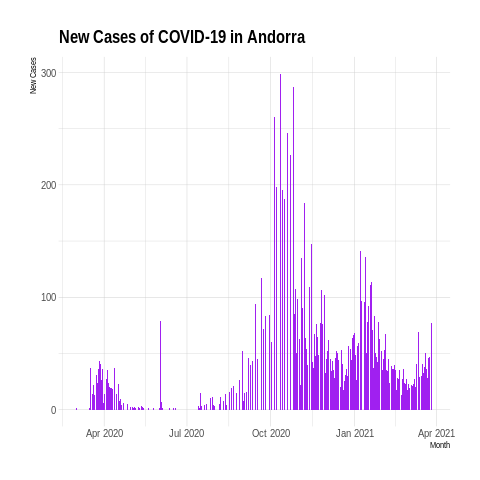 New Cases of COVID-19 in Andorra
New Cases
300
200
100
0
Apr 2020 Jul 2020 Oct 2020 Jan 2021 Apr 2021
Month